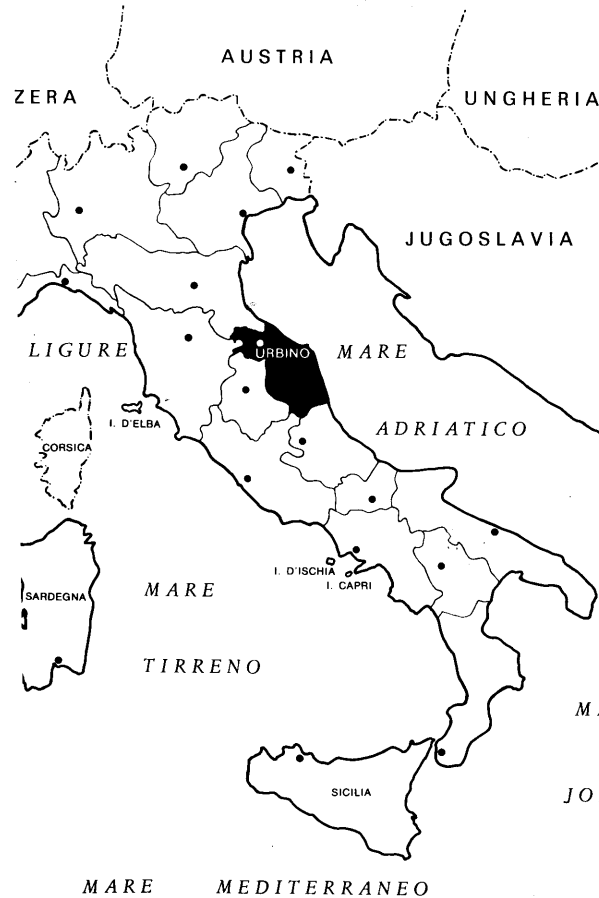 AUSTRIA
ZERA
UNGHERIA
JUGOSLAVIA
LIGURE
URBINO
MARE
I. D'ELBA
ADRIATICO
CORSICA
I. D'ISCHIA
I. CAPRI
SARDEGNA
MARE
TIRRENO
MA
JO
SICILIA
MARE MEDITERRANEO